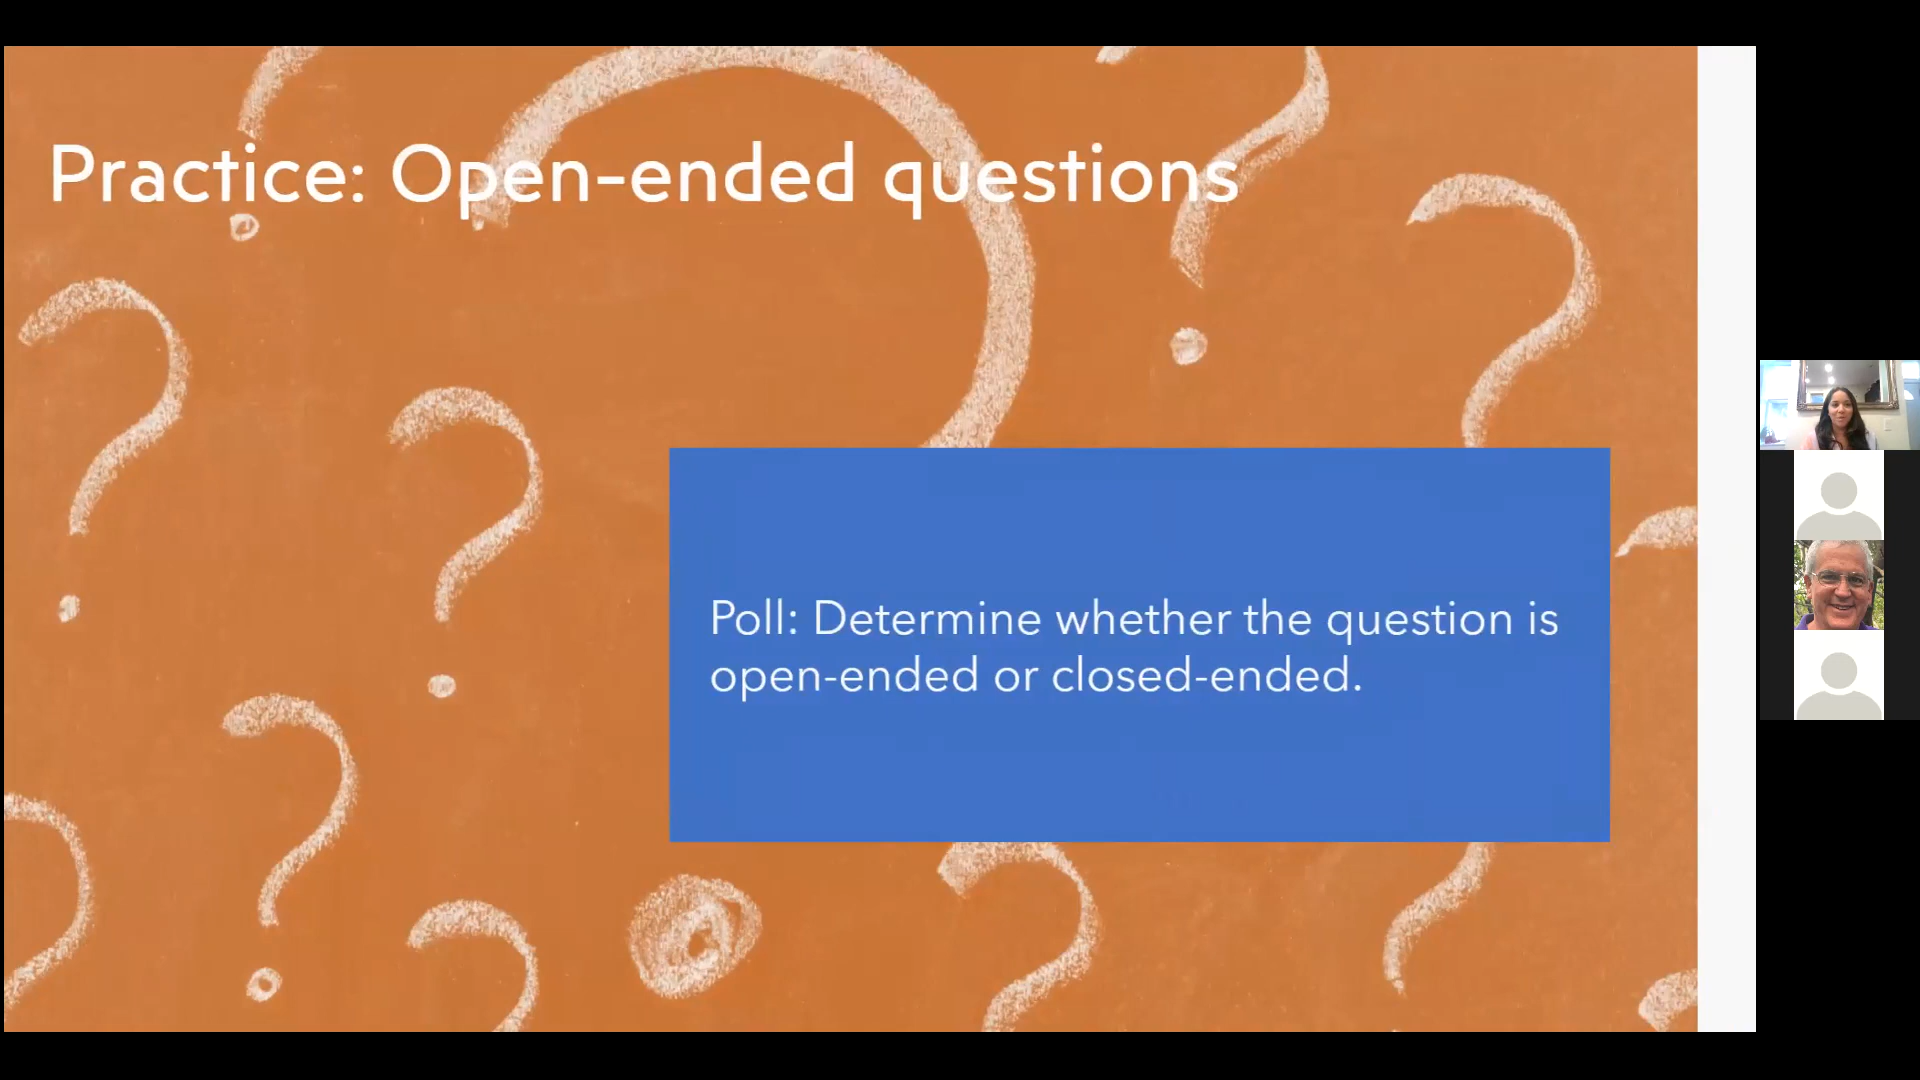 Practice: Open-ended questions
Poll: Determine whether the question is
open-ended or closed-ended.